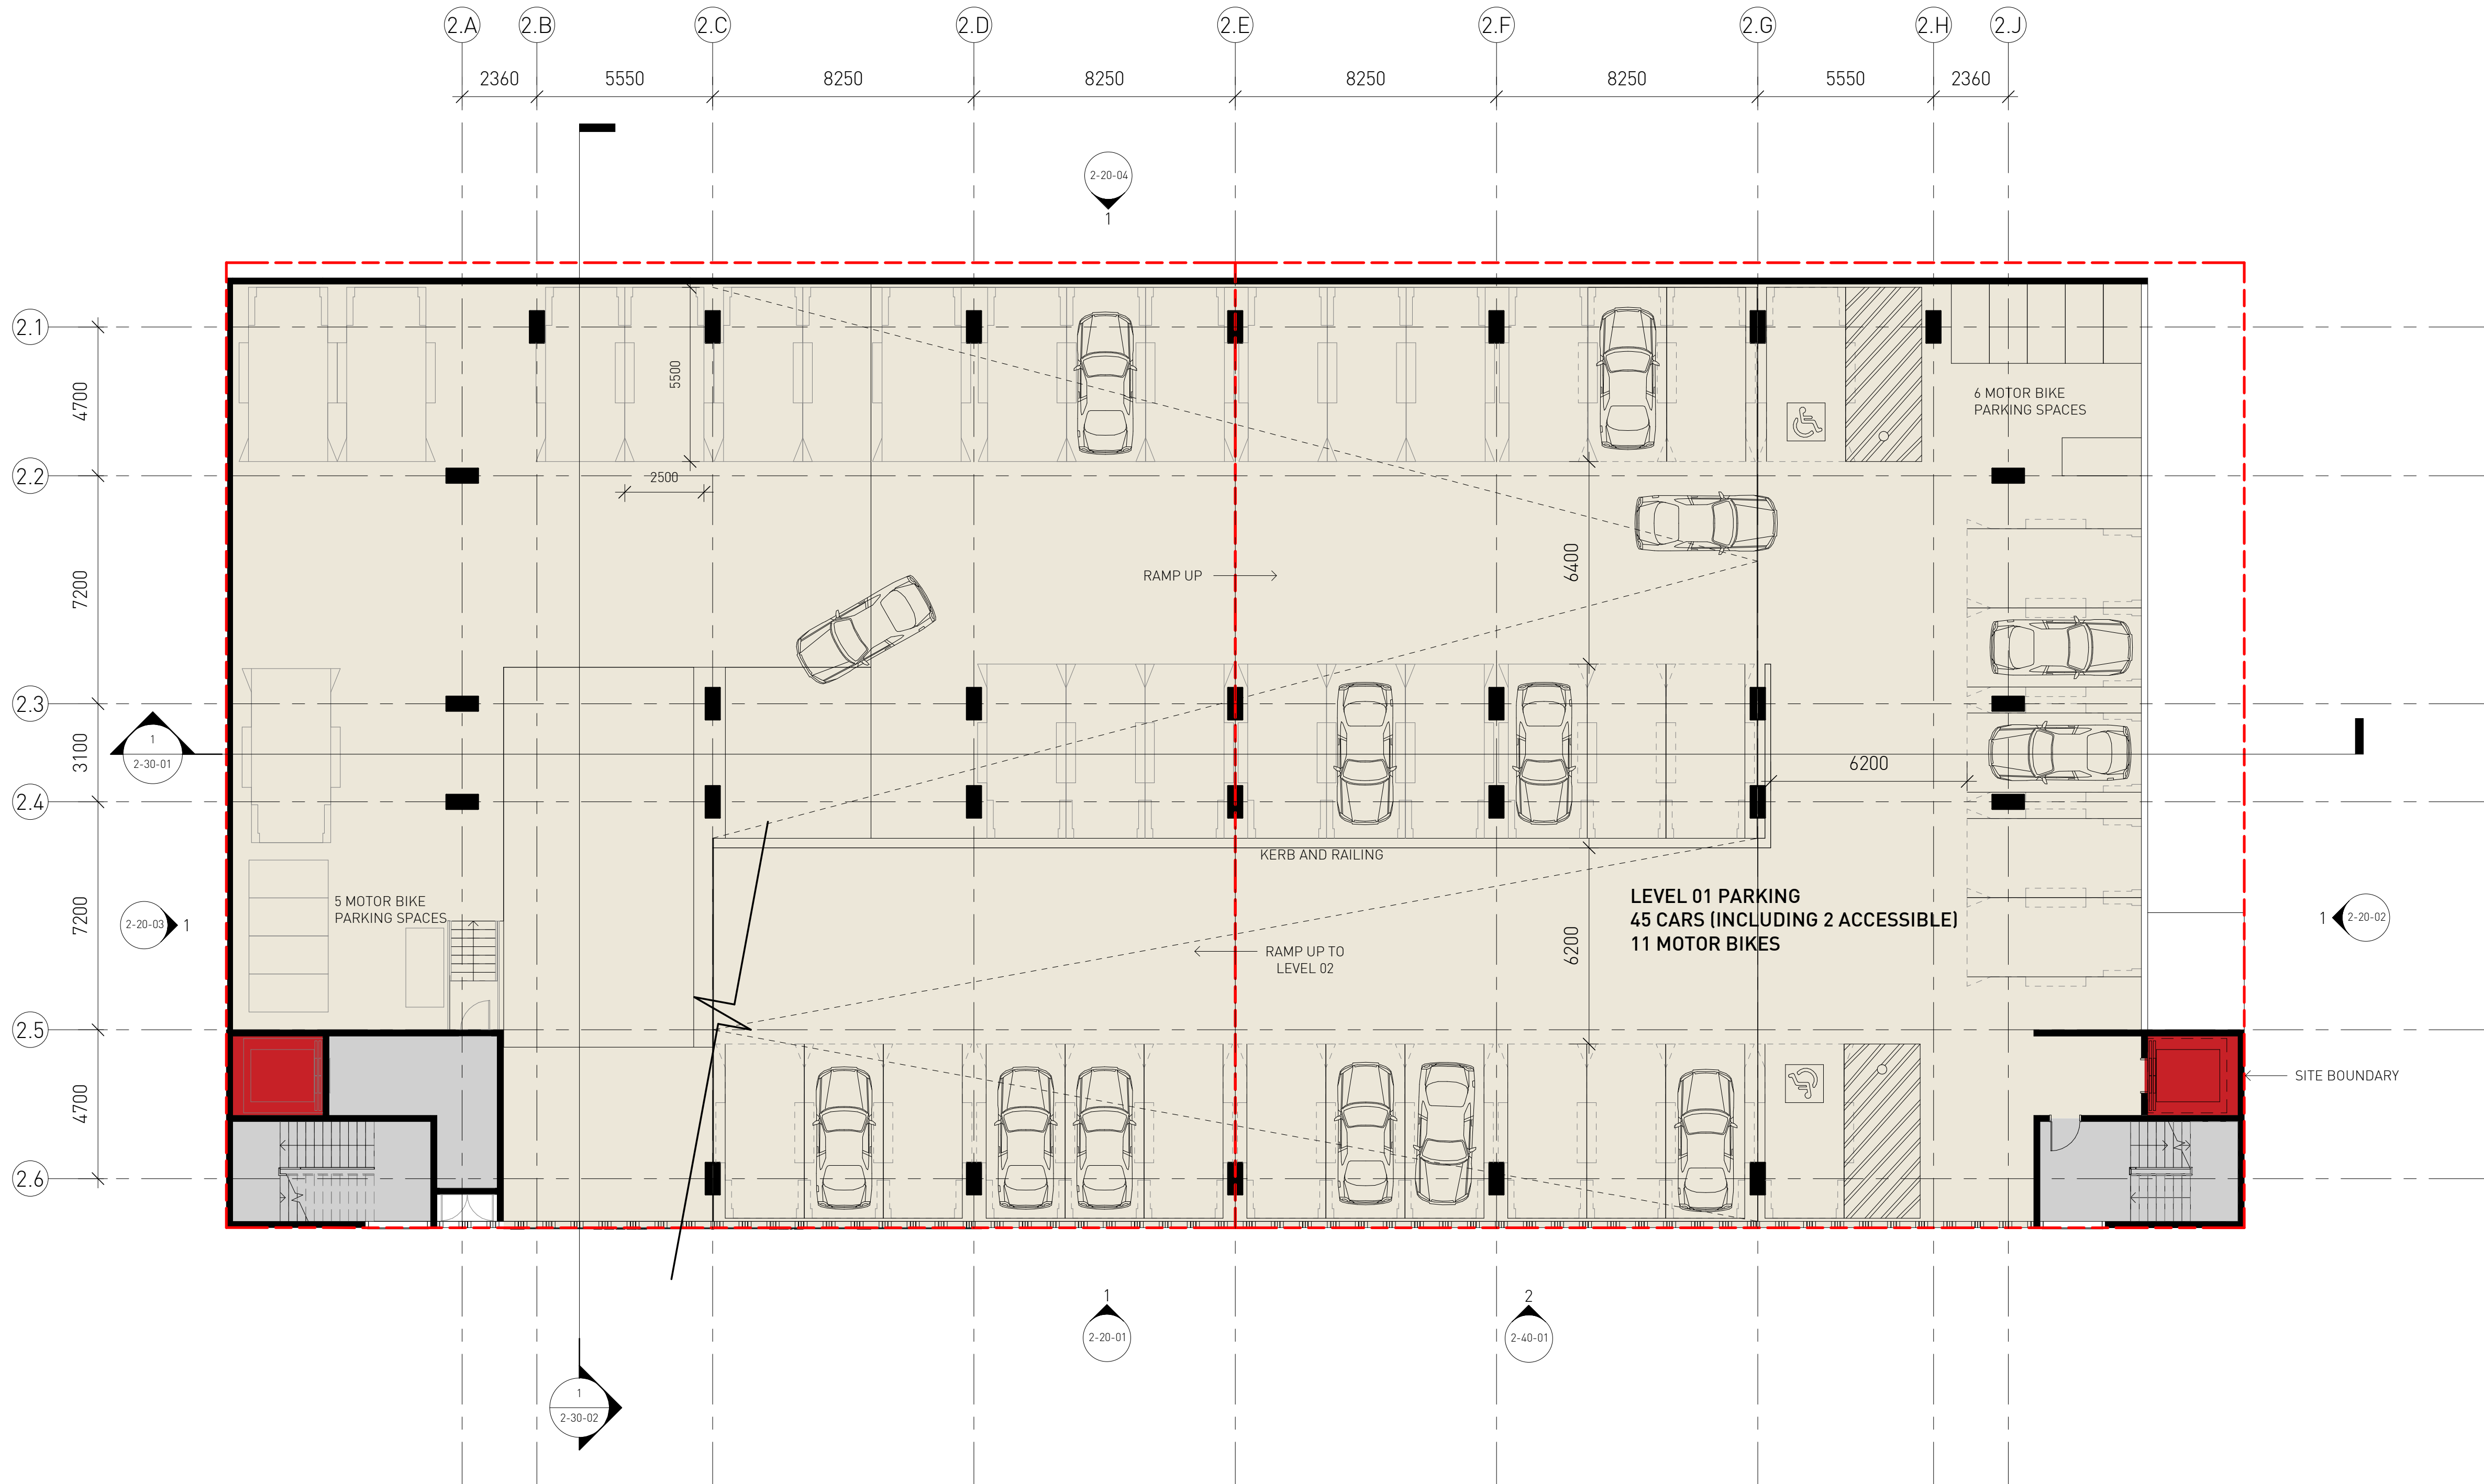 2.A 2.B 2.C 2.D 2.E 2.F 2.G 2.H 2.J
2360 5550 8250 8250 8250 8250 5550 2360
2-20-04
1
2.1
4700
5500
6 MOTOR BIKE
PARKING SPACES
2.2
2500
7200
RAMP UP
6400
2.3
1
2-30-01
3100
6200
2.4
KERB AND RAILING
5 MOTOR BIKE
PARKING SPACES
LEVEL 01 PARKING
45 CARS (INCLUDING 2 ACCESSIBLE)
11 MOTOR BIKES
7200
2-20-03 1
1 2-20-02
RAMP UP TO
LEVEL 02
6200
2.5
SITE BOUNDARY
4700
2.6
1
2-20-01
2
2-40-01
1
2-30-02